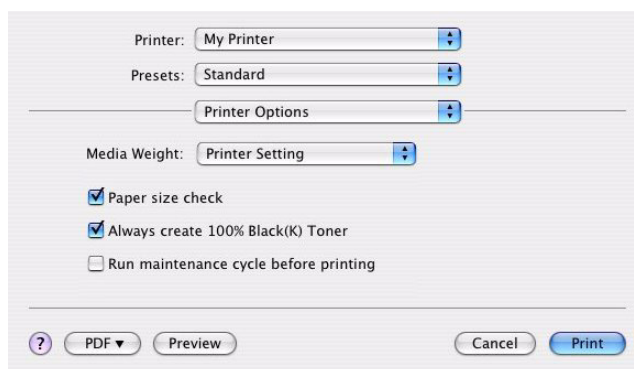 Printer: My Printer
Presets: Standard
Printer Options
Media Weight: Printer Setting
Paper size check
Always create 100% Black(K) Toner
Run maintenance cycle before printing
? PDF ▼ Preview Cancel Print